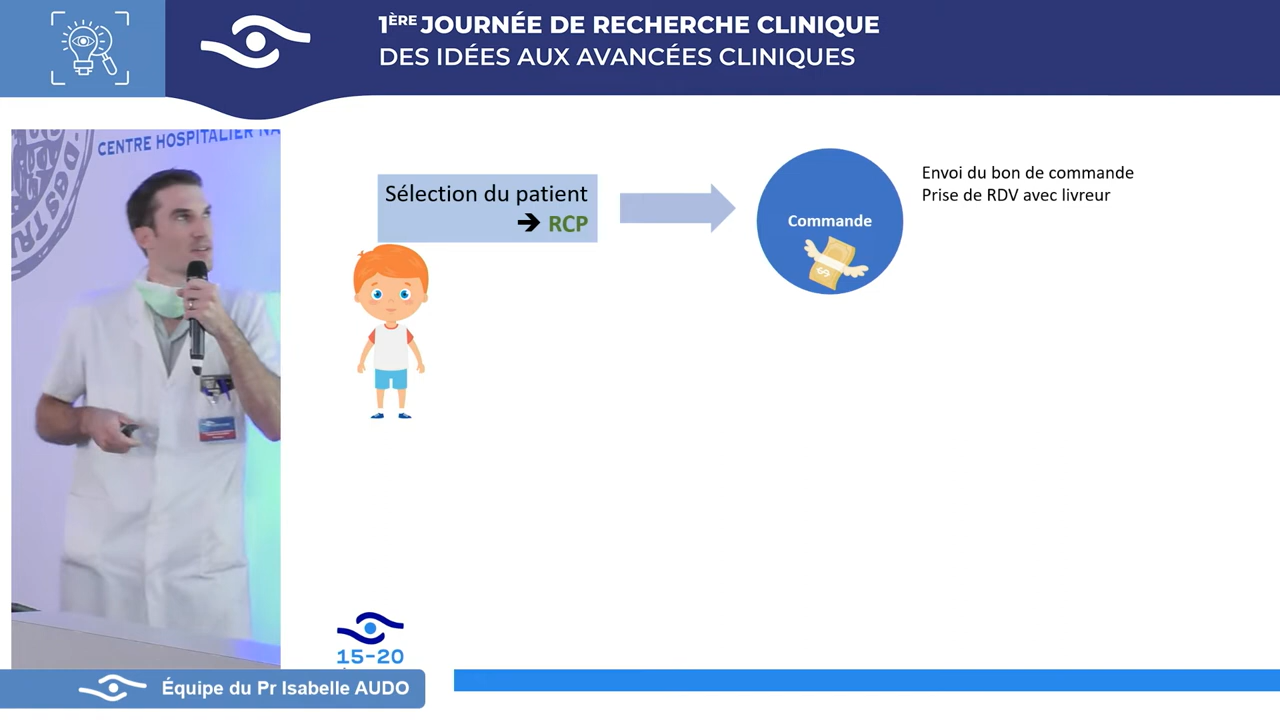 1ÈRE JOURNÉE DE RECHERCHE CLINIQUE
DES IDÉES AUX AVANCÉES CLINIQUES
CENTRE HOSPITALIER NA
Sélection du patient
➔ RCP
Commande
Envoi du bon de commande
Prise de RDV avec livreur
15-20
Équipe du Pr Isabelle AUDO